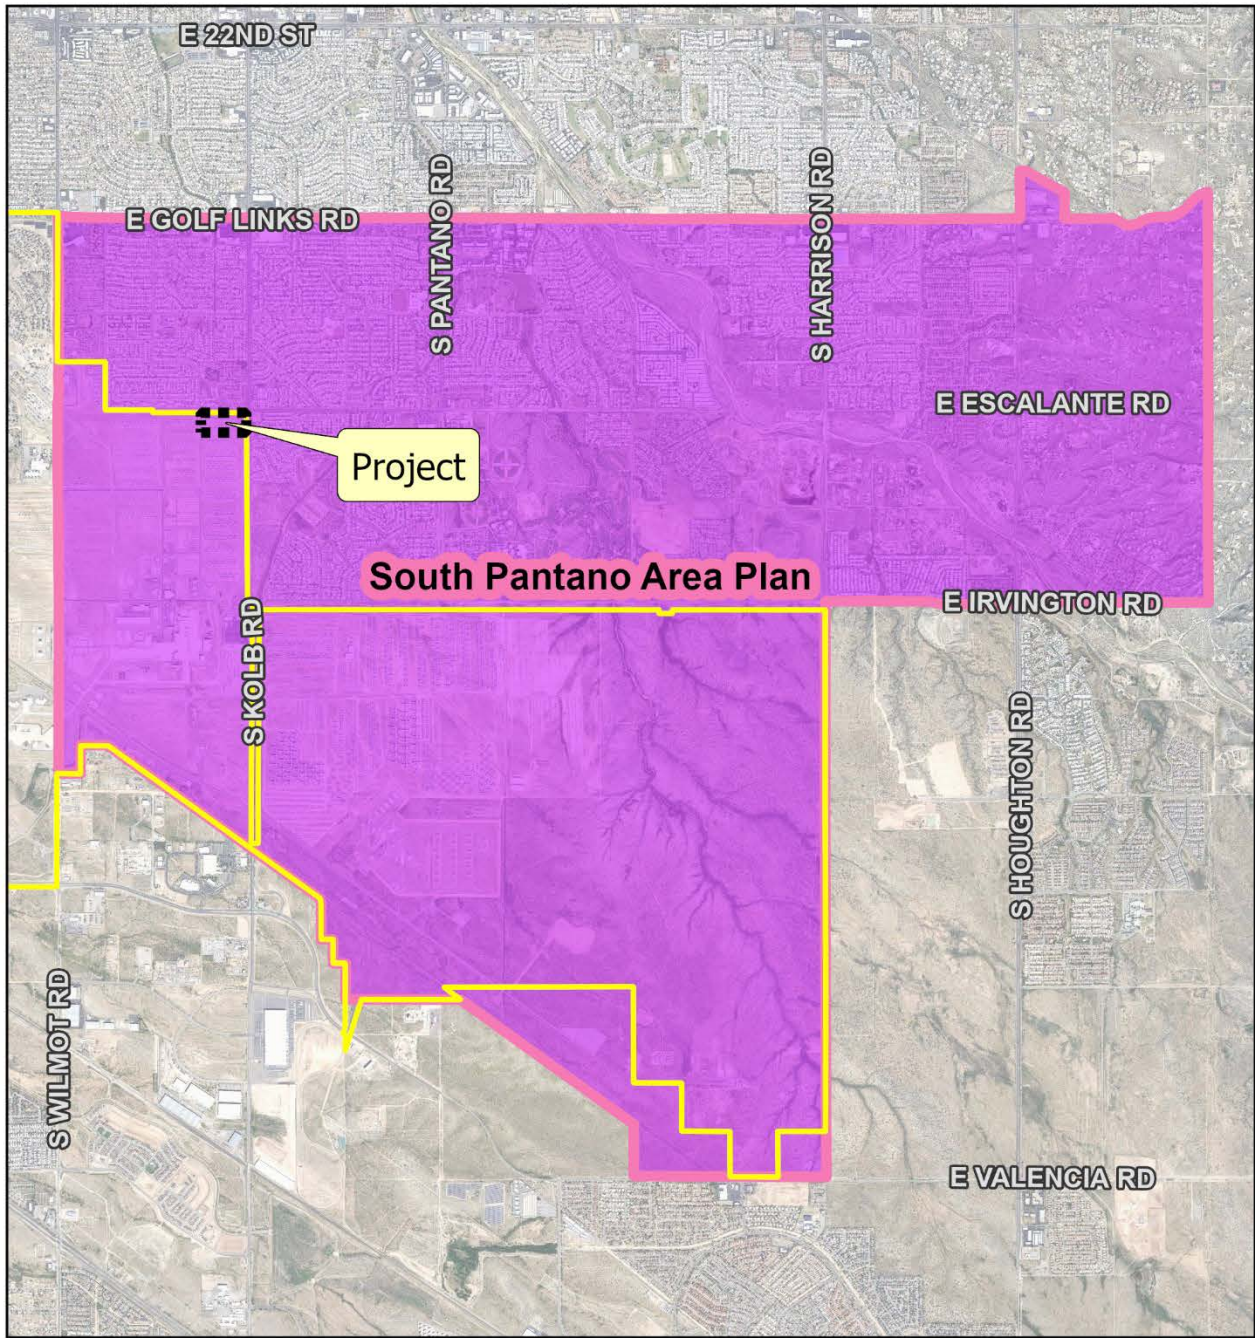 E 22ND ST
S PANTANO RD
S HARRISON RD
E GOLF LINKS RD
E ESCALANTE RD
Project
South Pantano Area Plan
E IRVINGTON RD
S KOLB RD
S HOUGHTON RD
S WILMOT RD
E VALENCIA RD